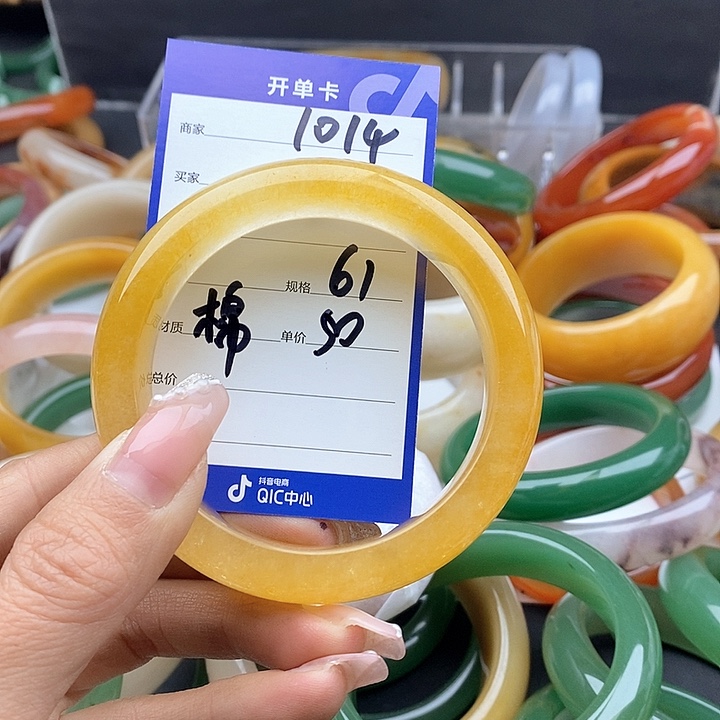 开单卡
商家 1014
买家
规格 61
材质 棉 单价 50
总价
抖音电商
QIC中心